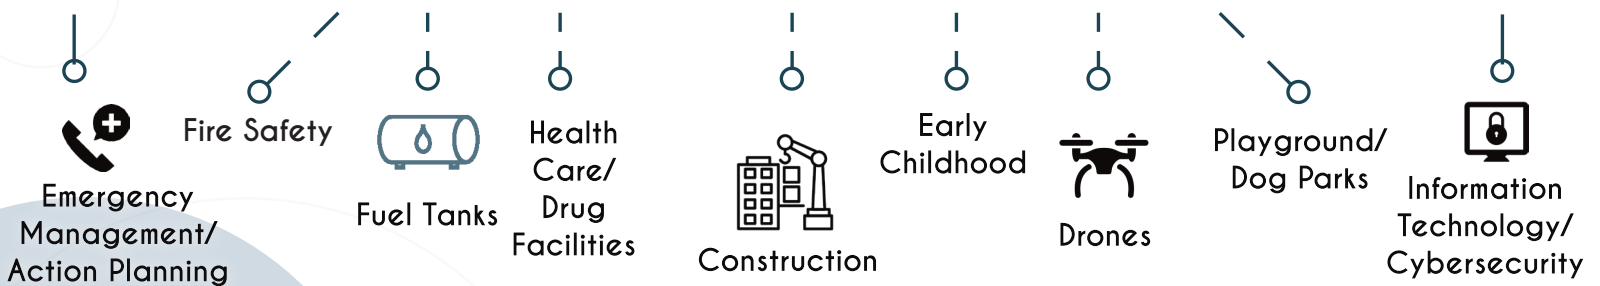 Emergency
Management/
Action Planning
Fire Safety
Fuel Tanks
Health
Care/
Drug
Facilities
Construction
Early
Childhood
Drones
Playground/
Dog Parks
Information
Technology/
Cybersecurity